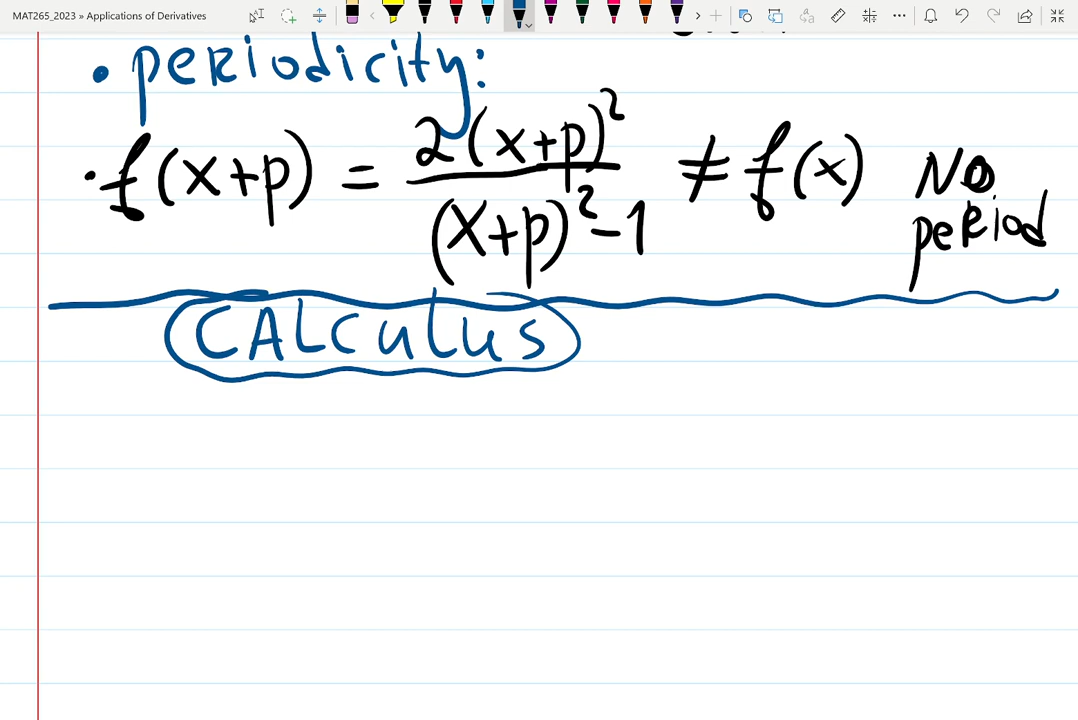 MAT265_2023 » Applications of Derivatives
• periodicity:
• f(x+p) = 2(x+p)² / (x+p)²-1 ≠ f(x) No period
CALculus